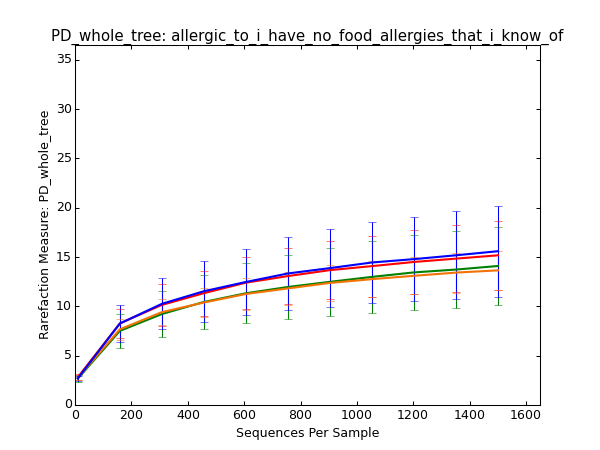 PD_whole_tree: allergic_to_i_have_no_food_allergies_that_i_know_of
35
30
25
20
15
10
5
0
Rarefaction Measure: PD_whole_tree
0 200 400 600 800 1000 1200 1400 1600
Sequences Per Sample